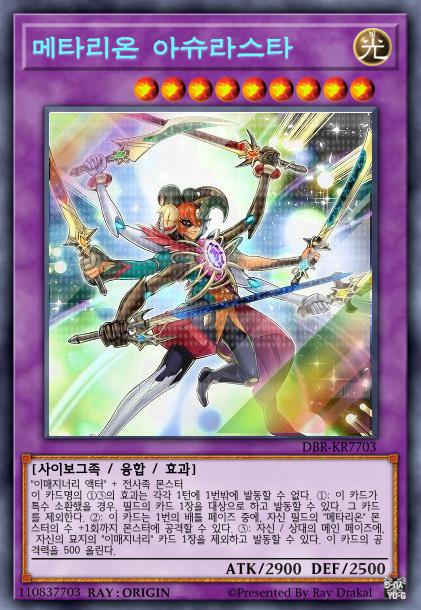 메타리온 아슈라스타
光
DBR-KR7703
[사이보그족 / 융합 / 효과]
"이매지너리 액터" + 전사족 몬스터
이 카드명의 ①③의 효과는 각각 1턴에 1번밖에 발동할 수 없다. ①: 이 카드가
특수 소환했을 경우, 필드의 카드 1장을 대상으로 하고 발동할 수 있다. 그 카드
를 제외한다. ②: 이 카드는 1번의 배틀 페이즈 중에, 자신 필드의 "메타리온" 몬
스터의 수 +1회까지 몬스터에 공격할 수 있다. ③: 자신 / 상대의 메인 페이즈에,
자신의 묘지의 "이매지너리" 카드 1장을 제외하고 발동할 수 있다. 이 카드의 공
격력을 500 올린다.
ATK/2900 DEF/2500
110837703 RAY : ORIGIN ©Presented By Ray Drakal